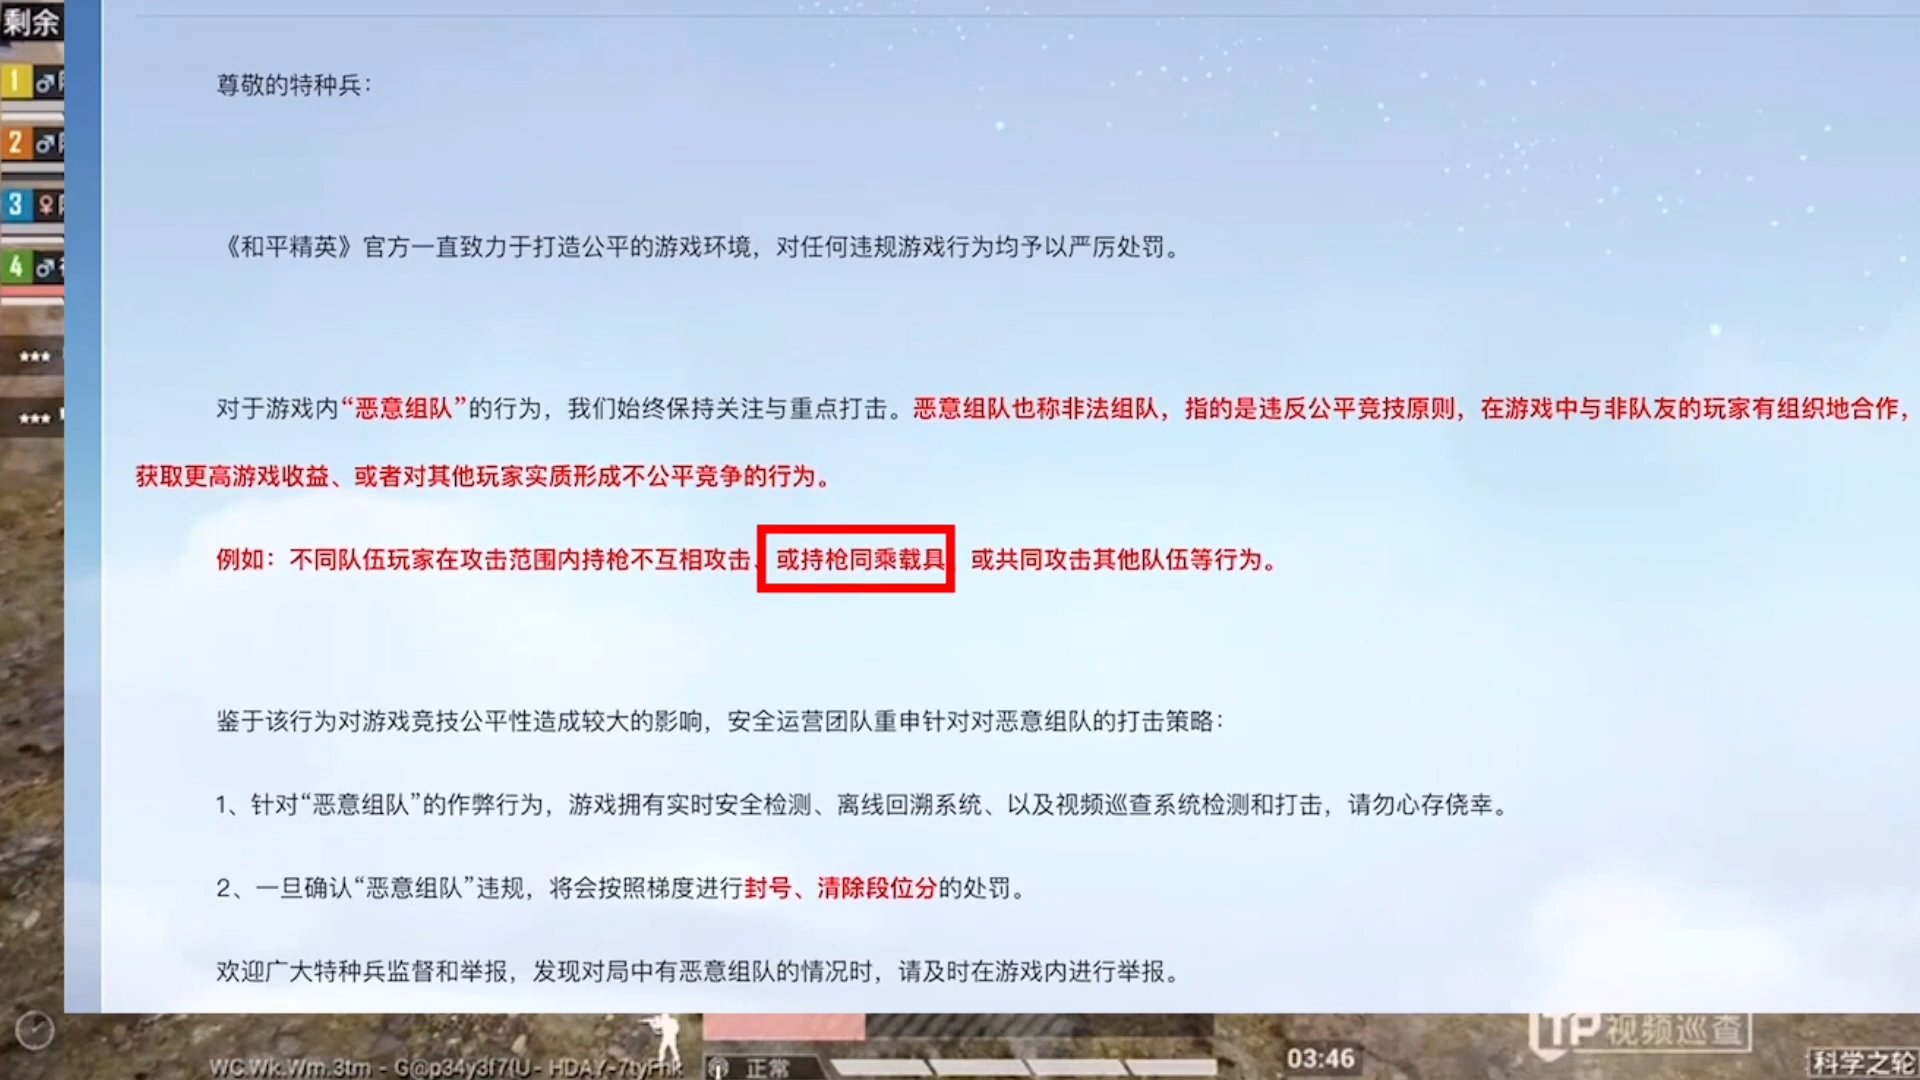 剩余
1
2
3
4
尊敬的特种兵：
《和平精英》官方一直致力于打造公平的游戏环境，对任何违规游戏行为均予以严厉处罚。
对于游戏内“恶意组队”的行为，我们始终保持关注与重点打击。恶意组队也称非法组队，指的是违反公平竞技原则，在游戏中与非队友的玩家有组织地合作，
获取更高游戏收益、或者对其他玩家实质形成不公平竞争的行为。
例如：不同队伍玩家在攻击范围内持枪不互相攻击、或持枪同乘载具 或共同攻击其他队伍等行为。
鉴于该行为对游戏竞技公平性造成较大的影响，安全运营团队重申针对对恶意组队的打击策略：
1、针对“恶意组队”的作弊行为，游戏拥有实时安全检测、离线回溯系统、以及视频巡查系统检测和打击，请勿心存侥幸。
2、一旦确认“恶意组队”违规，将会按照梯度进行封号、清除段位分的处罚。
欢迎广大特种兵监督和举报，发现对局中有恶意组队的情况时，请及时在游戏内进行举报。
正常
03:46
TP视频巡查
科学之轮